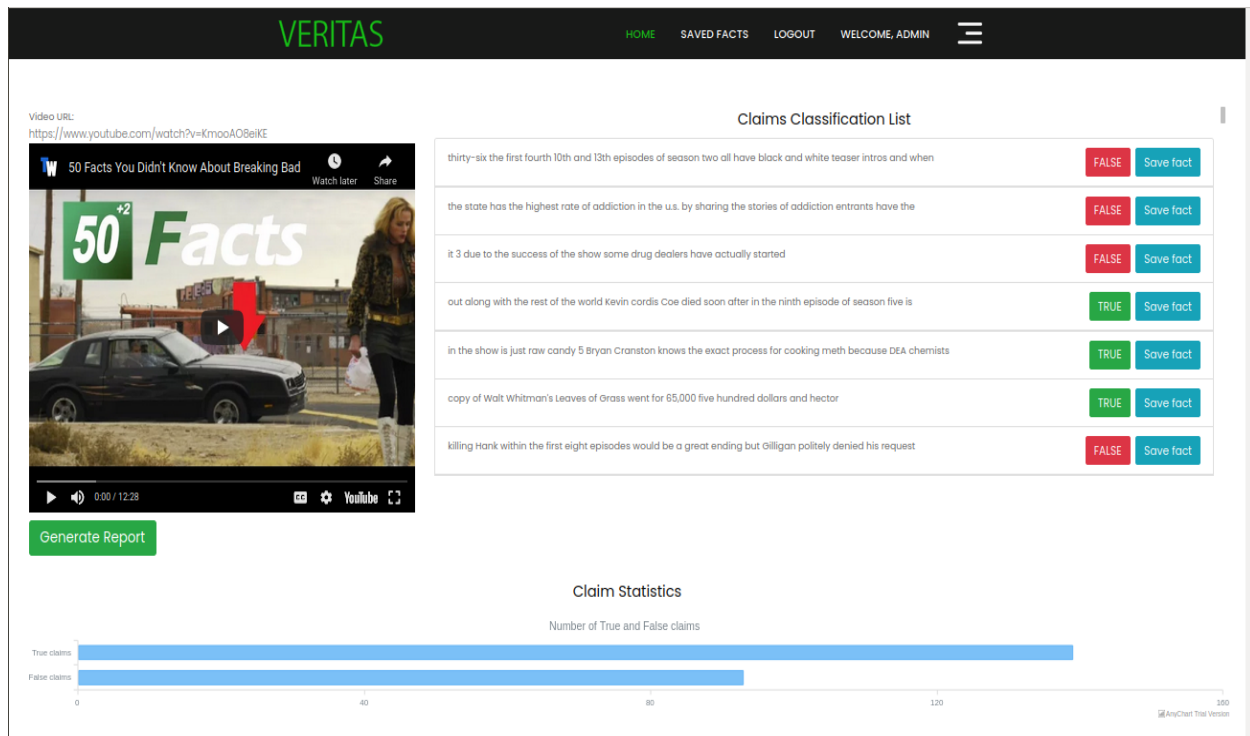 VERITAS
HOME SAVED FACTS LOGOUT WELCOME, ADMIN
Video URL:
https://www.youtube.com/watch?v=KmooAO8eiKE
TW 50 Facts You Didn't Know About Breaking Bad
Watch later Share
50+2 Facts
0:00 / 12:28 CC YouTube
Generate Report
Claims Classification List
thirty-six the first fourth 10th and 13th episodes of season two all have black and white teaser intros and when FALSE Save fact
the state has the highest rate of addiction in the u.s. by sharing the stories of addiction entrants have the FALSE Save fact
it 3 due to the success of the show some drug dealers have actually started FALSE Save fact
out along with the rest of the world Kevin cordis Coe died soon after in the ninth episode of season five is TRUE Save fact
in the show is just raw candy 5 Bryan Cranston knows the exact process for cooking meth because DEA chemists TRUE Save fact
copy of Walt Whitman's Leaves of Grass went for 65,000 five hundred dollars and hector TRUE Save fact
killing Hank within the first eight episodes would be a great ending but Gilligan politely denied his request FALSE Save fact
Claim Statistics
Number of True and False claims
True claims
False claims
0 40 80 120 160
AnyChart Trial Version